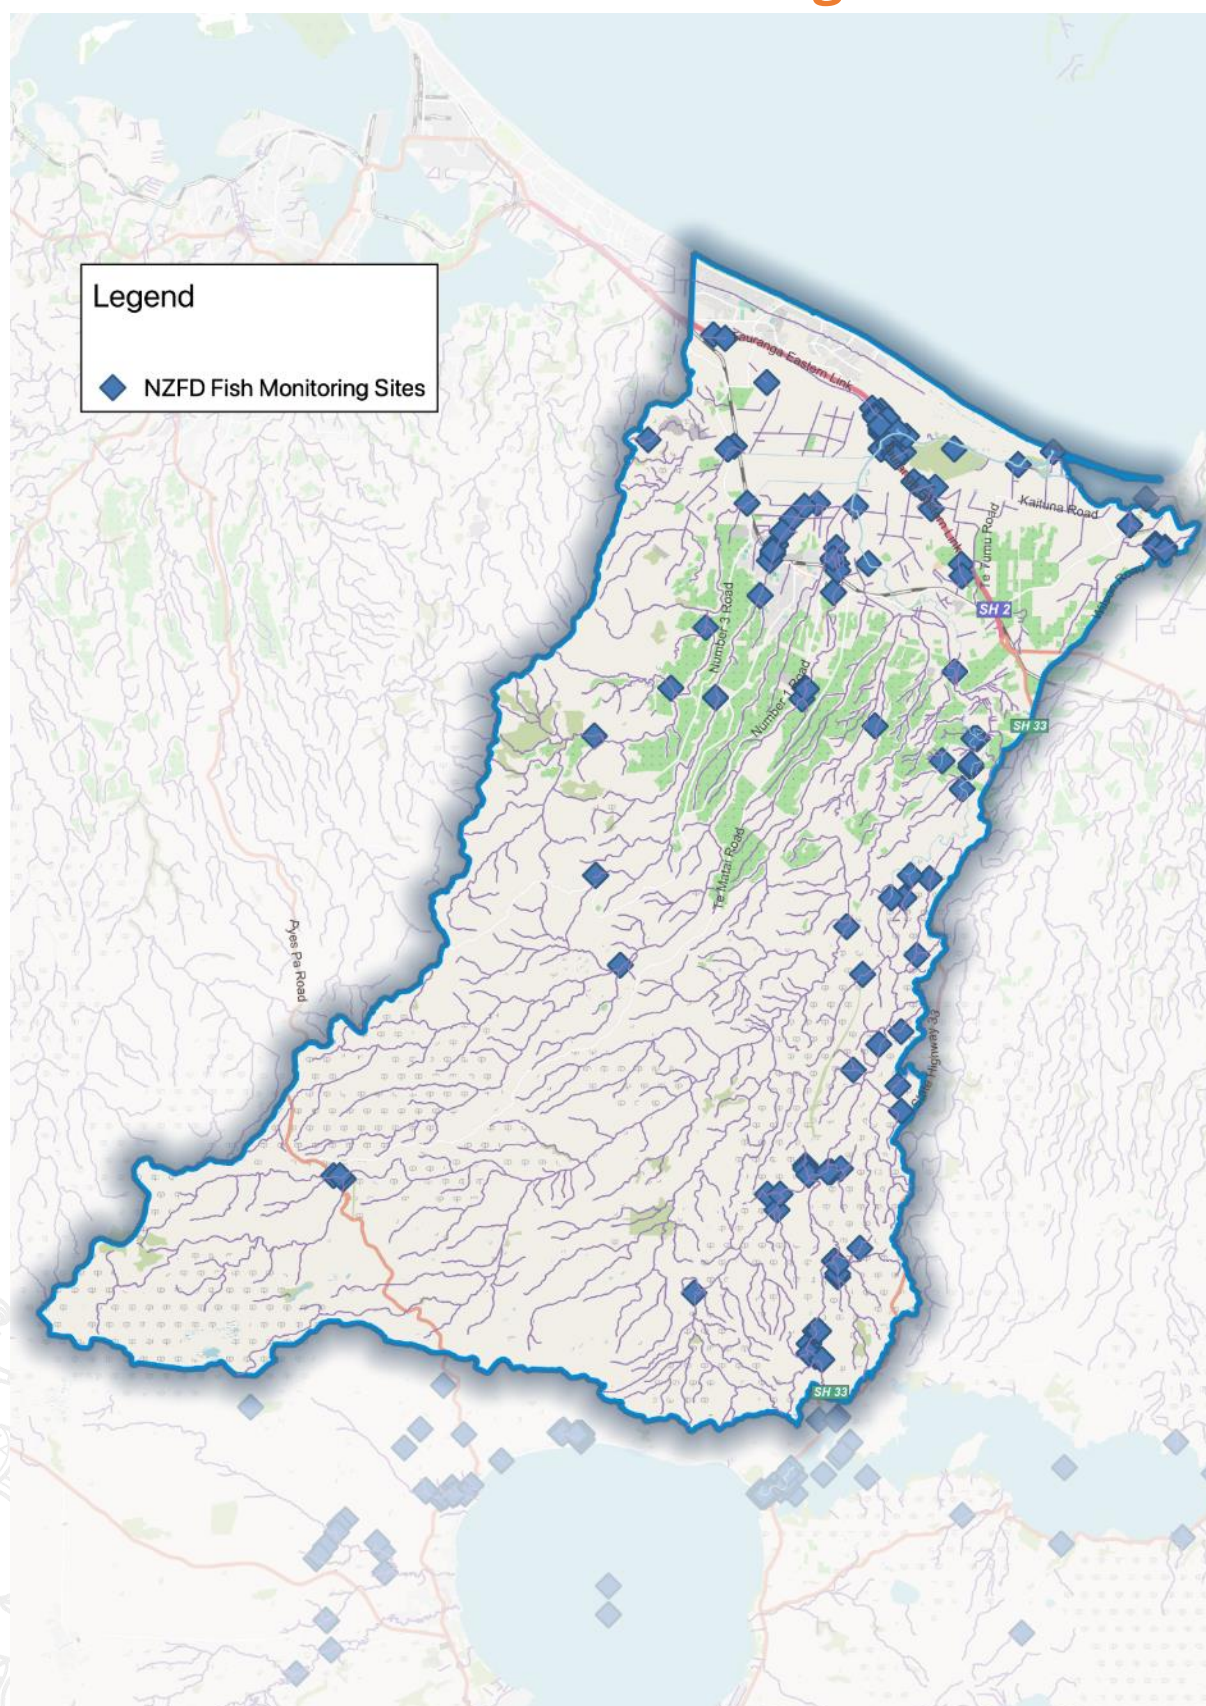 Legend
NZFD Fish Monitoring Sites
Tauranga Eastern Link
Kaituna Road
Te Tumu Road
SH 2
Number 3 Road
Number 1 Road
SH 33
Te Matai Road
Pyes Pa Road
State Highway 33
SH 33